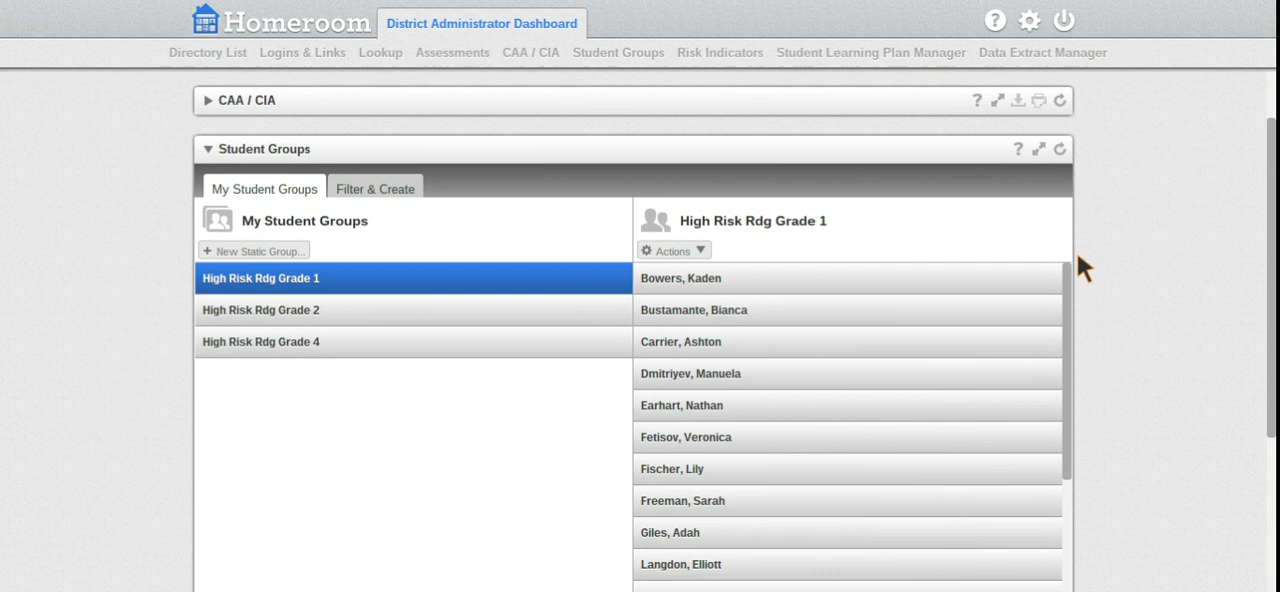 Homeroom District Administrator Dashboard ?
Directory List Logins & Links Lookup Assessments CAA / CIA Student Groups Risk Indicators Student Learning Plan Manager Data Extract Manager
CAA / CIA ?
Student Groups ?
My Student Groups Filter & Create
My Student Groups
+ New Static Group...
High Risk Rdg Grade 1
High Risk Rdg Grade 2
High Risk Rdg Grade 4
High Risk Rdg Grade 1
Actions
Bowers, Kaden
Bustamante, Bianca
Carrier, Ashton
Dmitriyev, Manuela
Earhart, Nathan
Fetisov, Veronica
Fischer, Lily
Freeman, Sarah
Giles, Adah
Langdon, Elliott